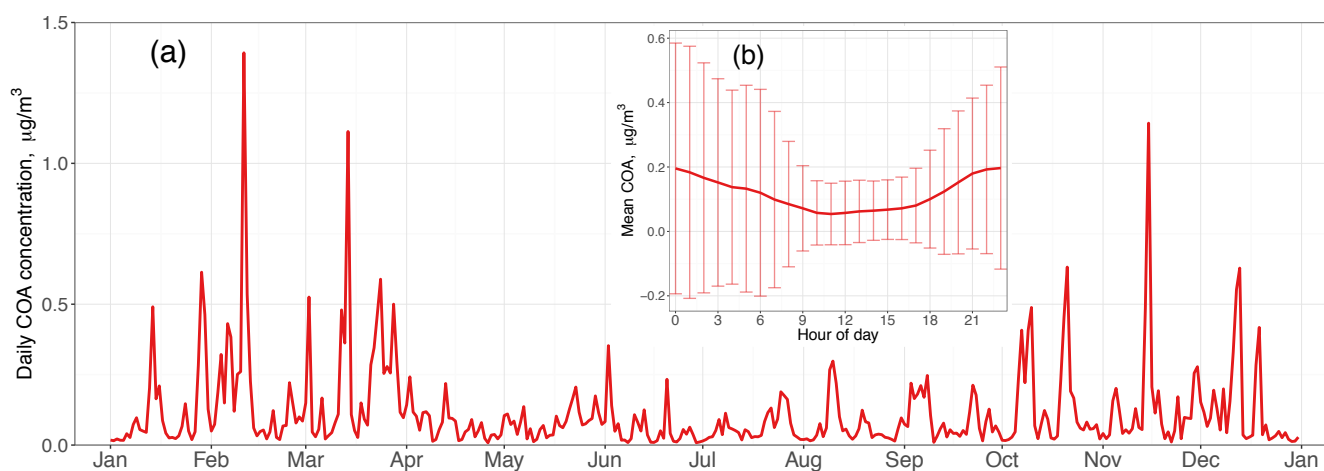 (a)
Daily COA concentration, μg/m³
1.5
1.0
0.5
0.0
Jan Feb Mar Apr May Jun Jul Aug Sep Oct Nov Dec Jan
(b)
Mean COA, μg/m³
0.6
0.4
0.2
0.0
−0.2
0 3 6 9 12 15 18 21
Hour of day